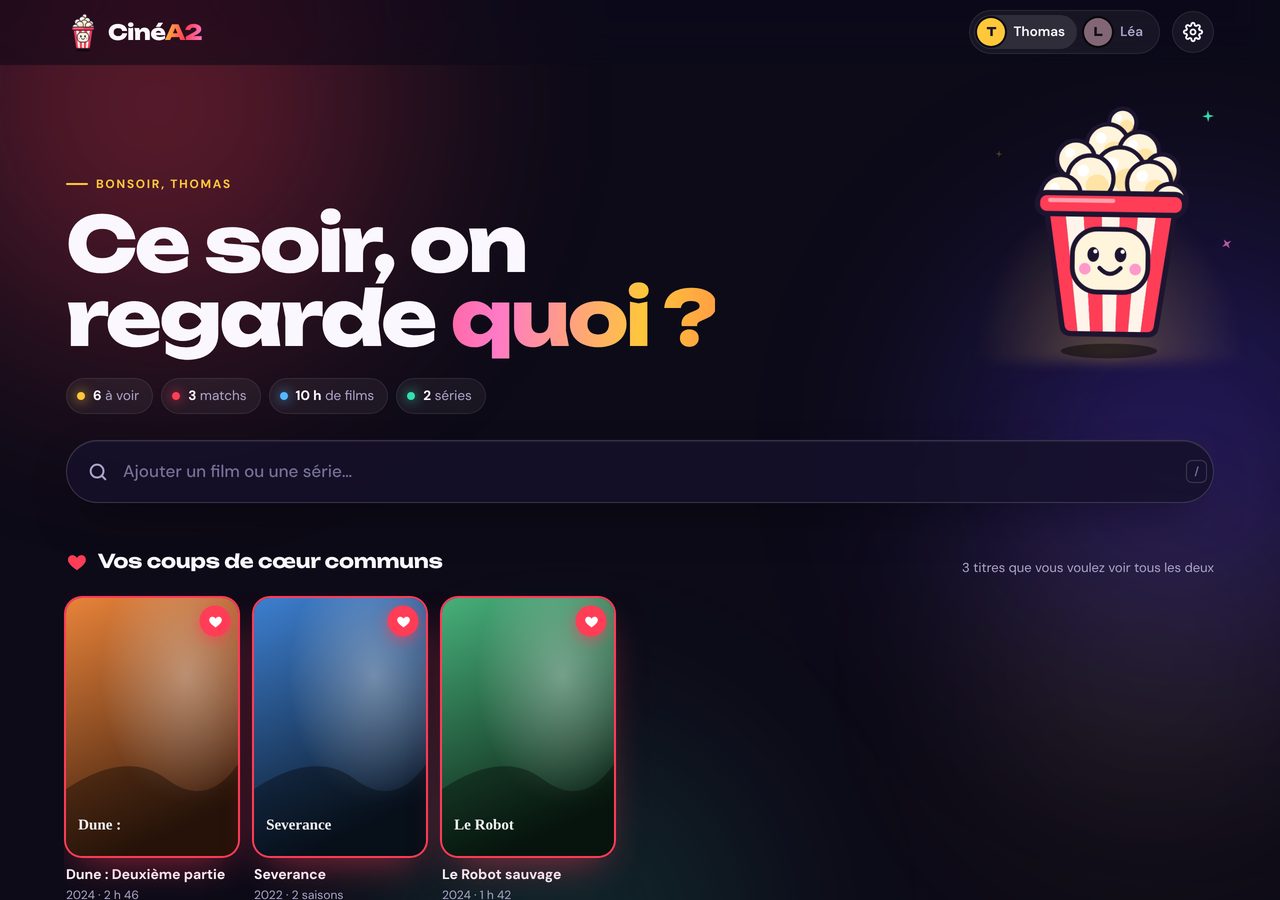 CinéA2
T Thomas L Léa
BONSOIR, THOMAS
Ce soir, on
regarde quoi ?
6 à voir
3 matchs
10 h de films
2 séries
Ajouter un film ou une série…
/
Vos coups de cœur communs
3 titres que vous voulez voir tous les deux
Dune :
Severance
Le Robot
Dune : Deuxième partie
2024 · 2 h 46
Severance
2022 · 2 saisons
Le Robot sauvage
2024 · 1 h 42